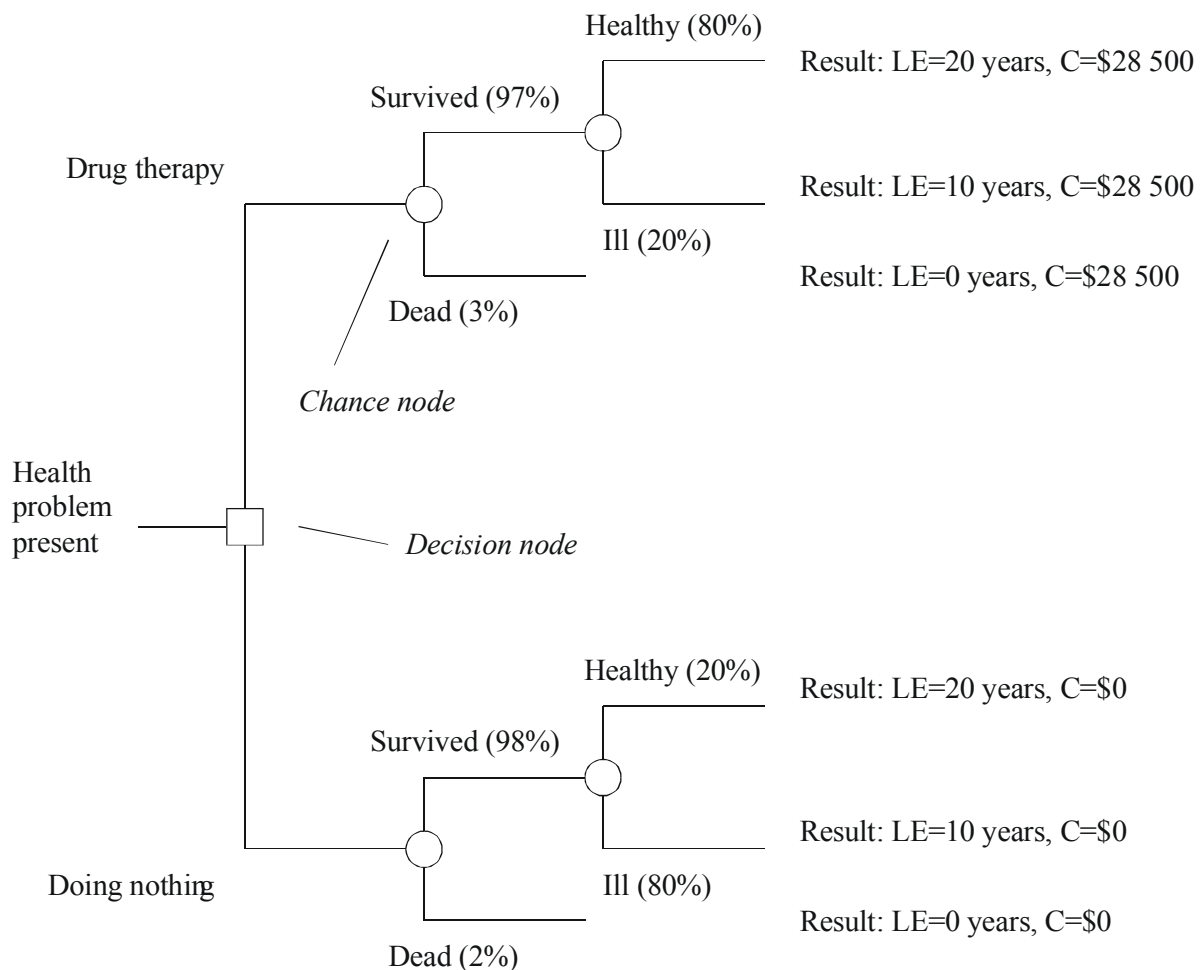 Healthy (80%)
Result: LE=20 years, C=$28 500
Survived (97%)
Drug therapy
Result: LE=10 years, C=$28 500
Ill (20%)
Result: LE=0 years, C=$28 500
Dead (3%)
Chance node
Health
problem
present
Decision node
Healthy (20%)
Result: LE=20 years, C=$0
Survived (98%)
Result: LE=10 years, C=$0
Doing nothing
Ill (80%)
Result: LE=0 years, C=$0
Dead (2%)